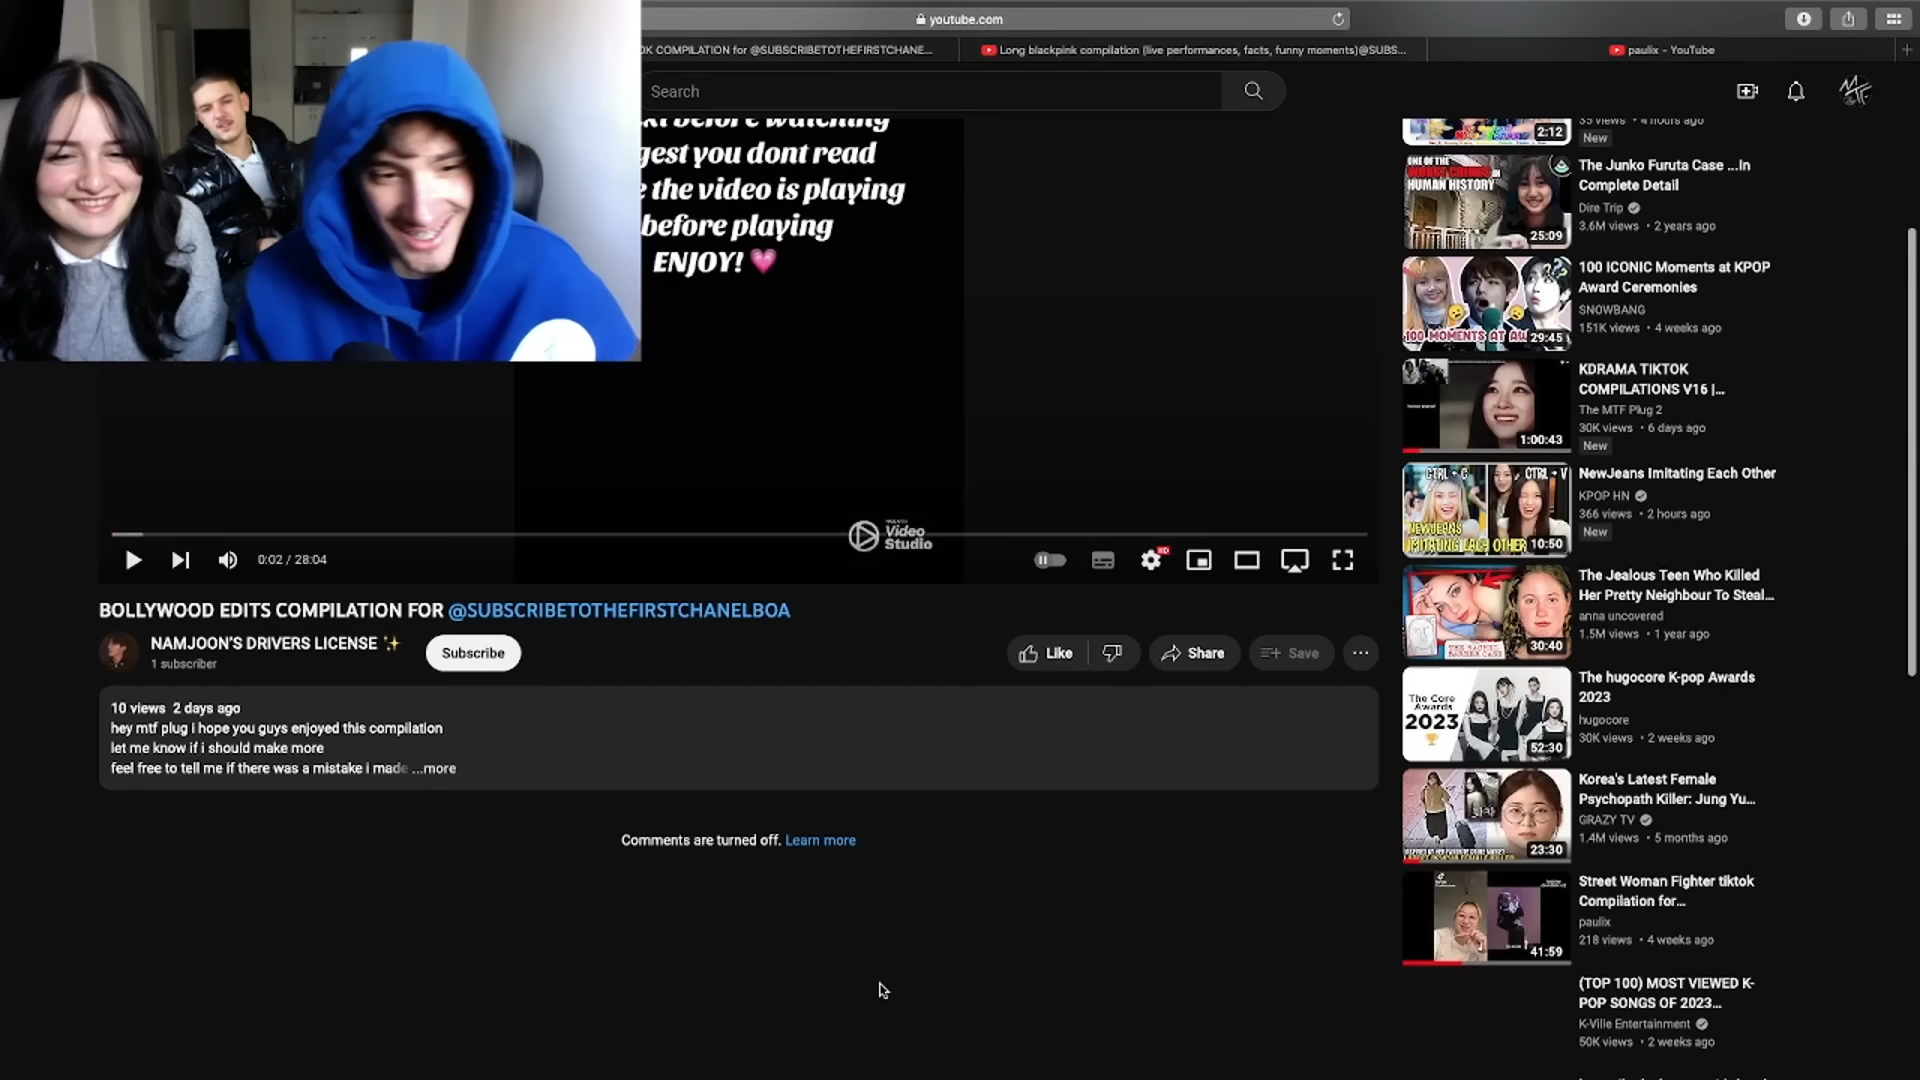 youtube.com
OK COMPILATION for @SUBSCRIBETOTHEFIRSTCHANE...
Long blackpink compilation (live performances, facts, funny moments)@SUBS...
paulix - YouTube
Search
before watching
gest you dont read
e the video is playing
before playing
ENJOY! 💗
Video
Studio
0:02 / 28:04
HD
BOLLYWOOD EDITS COMPILATION FOR @SUBSCRIBETOTHEFIRSTCHANELBOA
NAMJOON'S DRIVERS LICENSE ✨
1 subscriber
Subscribe
Like
Share
Save
10 views 2 days ago
hey mtf plug i hope you guys enjoyed this compilation
let me know if i should make more
feel free to tell me if there was a mistake i made ...more
Comments are turned off. Learn more
2:12
35 views • 4 hours ago
New
ONE OF THE
WORST CRIMES IN
HUMAN HISTORY
25:09
The Junko Furuta Case ...In
Complete Detail
Dire Trip
3.6M views • 2 years ago
100 MOMENTS AT AW
29:45
100 ICONIC Moments at KPOP
Award Ceremonies
SNOWBANG
151K views • 4 weeks ago
1:00:43
KDRAMA TIKTOK
COMPILATIONS V16 |...
The MTF Plug 2
30K views • 6 days ago
New
CTRL + C
CTRL + V
NEWJEANS
IMITATING EACH OTHER
10:50
NewJeans Imitating Each Other
KPOP HN
366 views • 2 hours ago
New
30:40
The Jealous Teen Who Killed
Her Pretty Neighbour To Steal...
anna uncovered
1.5M views • 1 year ago
The Core
Awards
2023
52:30
The hugocore K-pop Awards
2023
hugocore
30K views • 2 weeks ago
23:30
Korea's Latest Female
Psychopath Killer: Jung Yu...
GRAZY TV
1.4M views • 5 months ago
41:59
Street Woman Fighter tiktok
Compilation for...
paulix
218 views • 4 weeks ago
(TOP 100) MOST VIEWED K-
POP SONGS OF 2023...
K-Ville Entertainment
50K views • 2 weeks ago